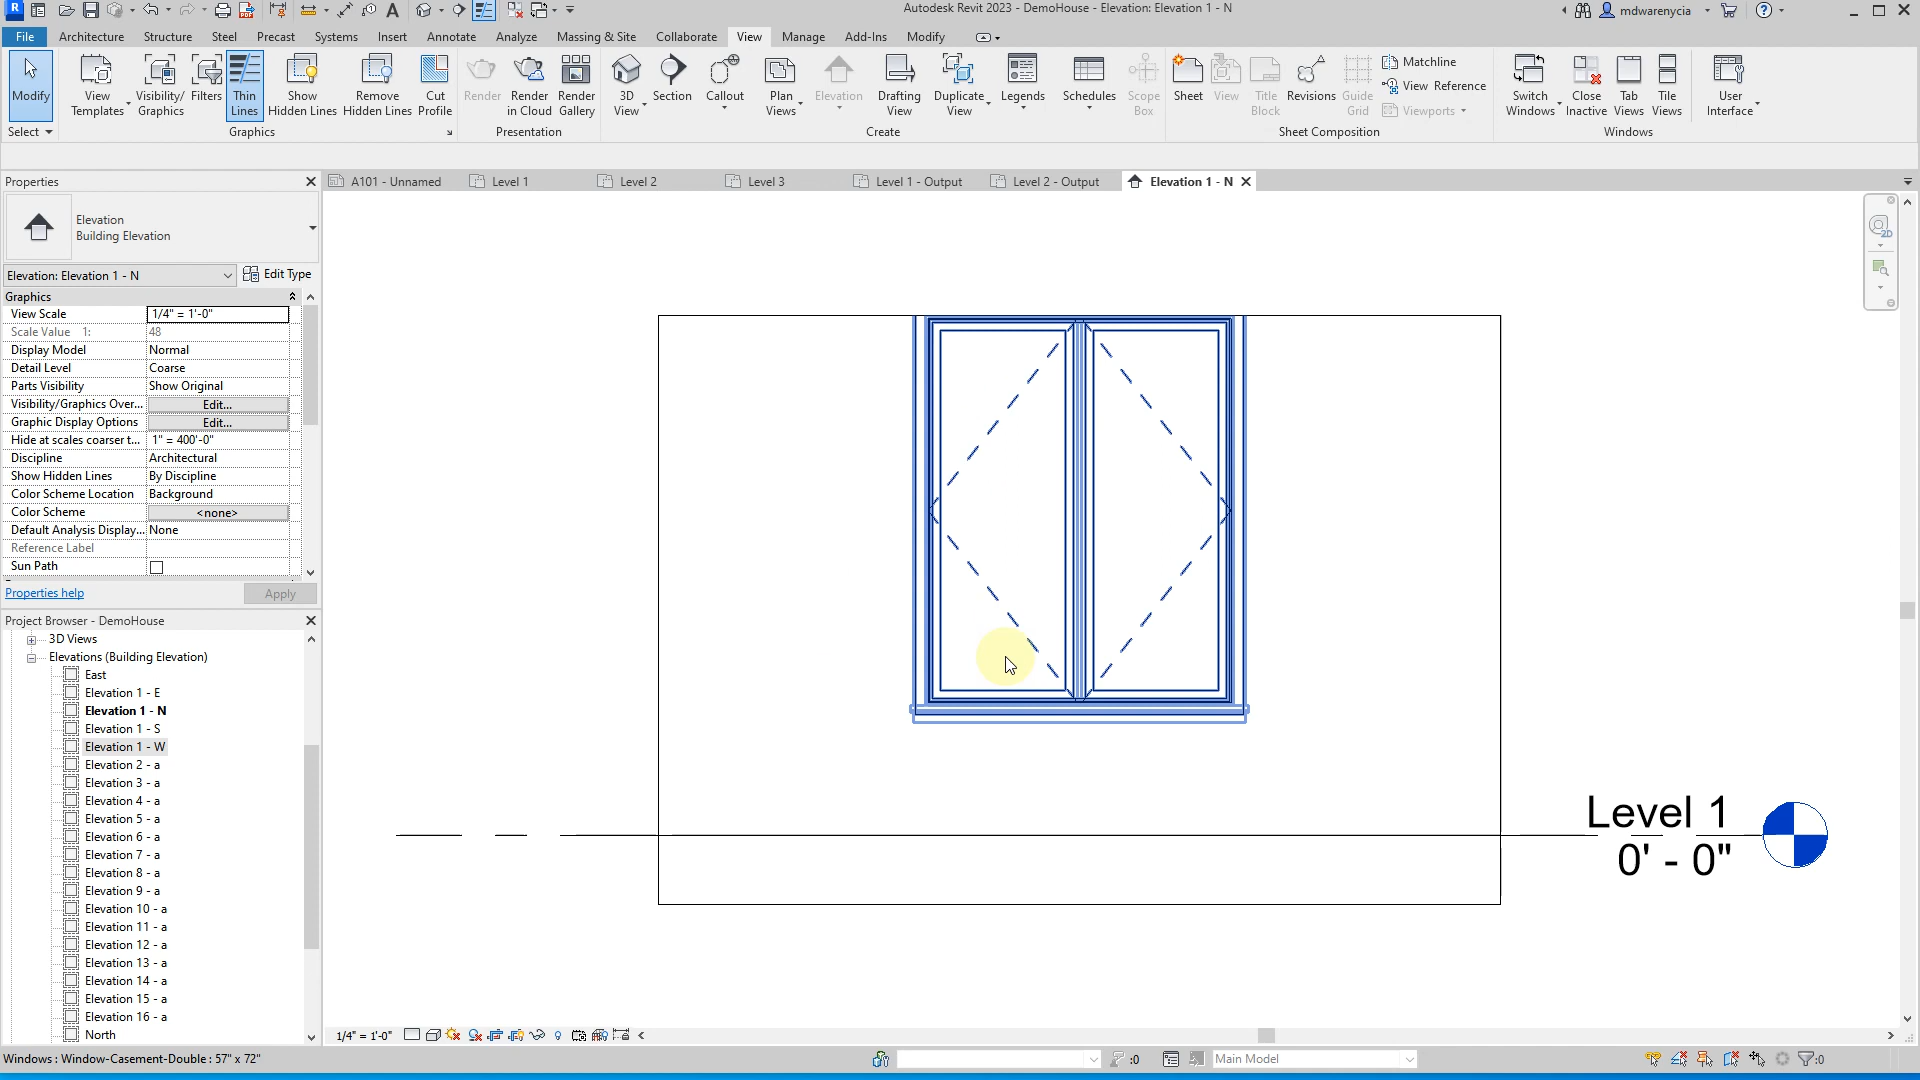 Autodesk Revit 2023 - DemoHouse - Elevation: Elevation 1 - N
mdwarenycia
File Architecture Structure Steel Precast Systems Insert Annotate Analyze Massing & Site Collaborate View Manage Add-Ins Modify
Modify
View Templates
Visibility/ Graphics
Filters
Thin Lines
Show Hidden Lines
Remove Hidden Lines
Cut Profile
Render
Render in Cloud
Render Gallery
3D View
Section
Callout
Plan Views
Elevation
Drafting View
Duplicate View
Legends
Schedules
Scope Box
Sheet
View
Title Block
Revisions
Guide Grid
Matchline
View Reference
Viewports
Switch Windows
Close Inactive
Tab Views
Tile Views
User Interface
Select Graphics Presentation Create Sheet Composition Windows
Properties
A101 - Unnamed Level 1 Level 2 Level 3 Level 1 - Output Level 2 - Output Elevation 1 - N
Elevation
Building Elevation
Elevation: Elevation 1 - N Edit Type
Graphics
View Scale 1/4" = 1'-0"
Scale Value 1: 48
Display Model Normal
Detail Level Coarse
Parts Visibility Show Original
Visibility/Graphics Over... Edit...
Graphic Display Options Edit...
Hide at scales coarser t... 1" = 400'-0"
Discipline Architectural
Show Hidden Lines By Discipline
Color Scheme Location Background
Color Scheme <none>
Default Analysis Display... None
Reference Label
Sun Path
Properties help Apply
Project Browser - DemoHouse
3D Views
Elevations (Building Elevation)
East
Elevation 1 - E
Elevation 1 - N
Elevation 1 - S
Elevation 1 - W
Elevation 2 - a
Elevation 3 - a
Elevation 4 - a
Elevation 5 - a
Elevation 6 - a
Elevation 7 - a
Elevation 8 - a
Elevation 9 - a
Elevation 10 - a
Elevation 11 - a
Elevation 12 - a
Elevation 13 - a
Elevation 14 - a
Elevation 15 - a
Elevation 16 - a
North
Level 1
0' - 0"
2D
1/4" = 1'-0"
Windows : Window-Casement-Double : 57" x 72"
:0
Main Model
:0